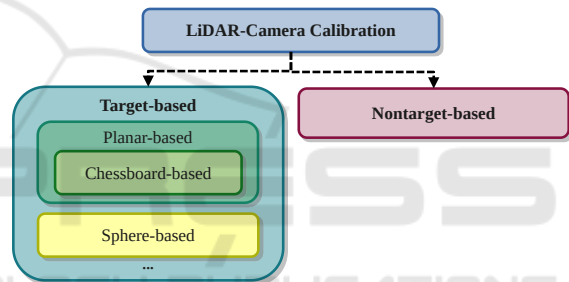 LiDAR-Camera Calibration
Target-based
Nontarget-based
Planar-based
Chessboard-based
Sphere-based
...